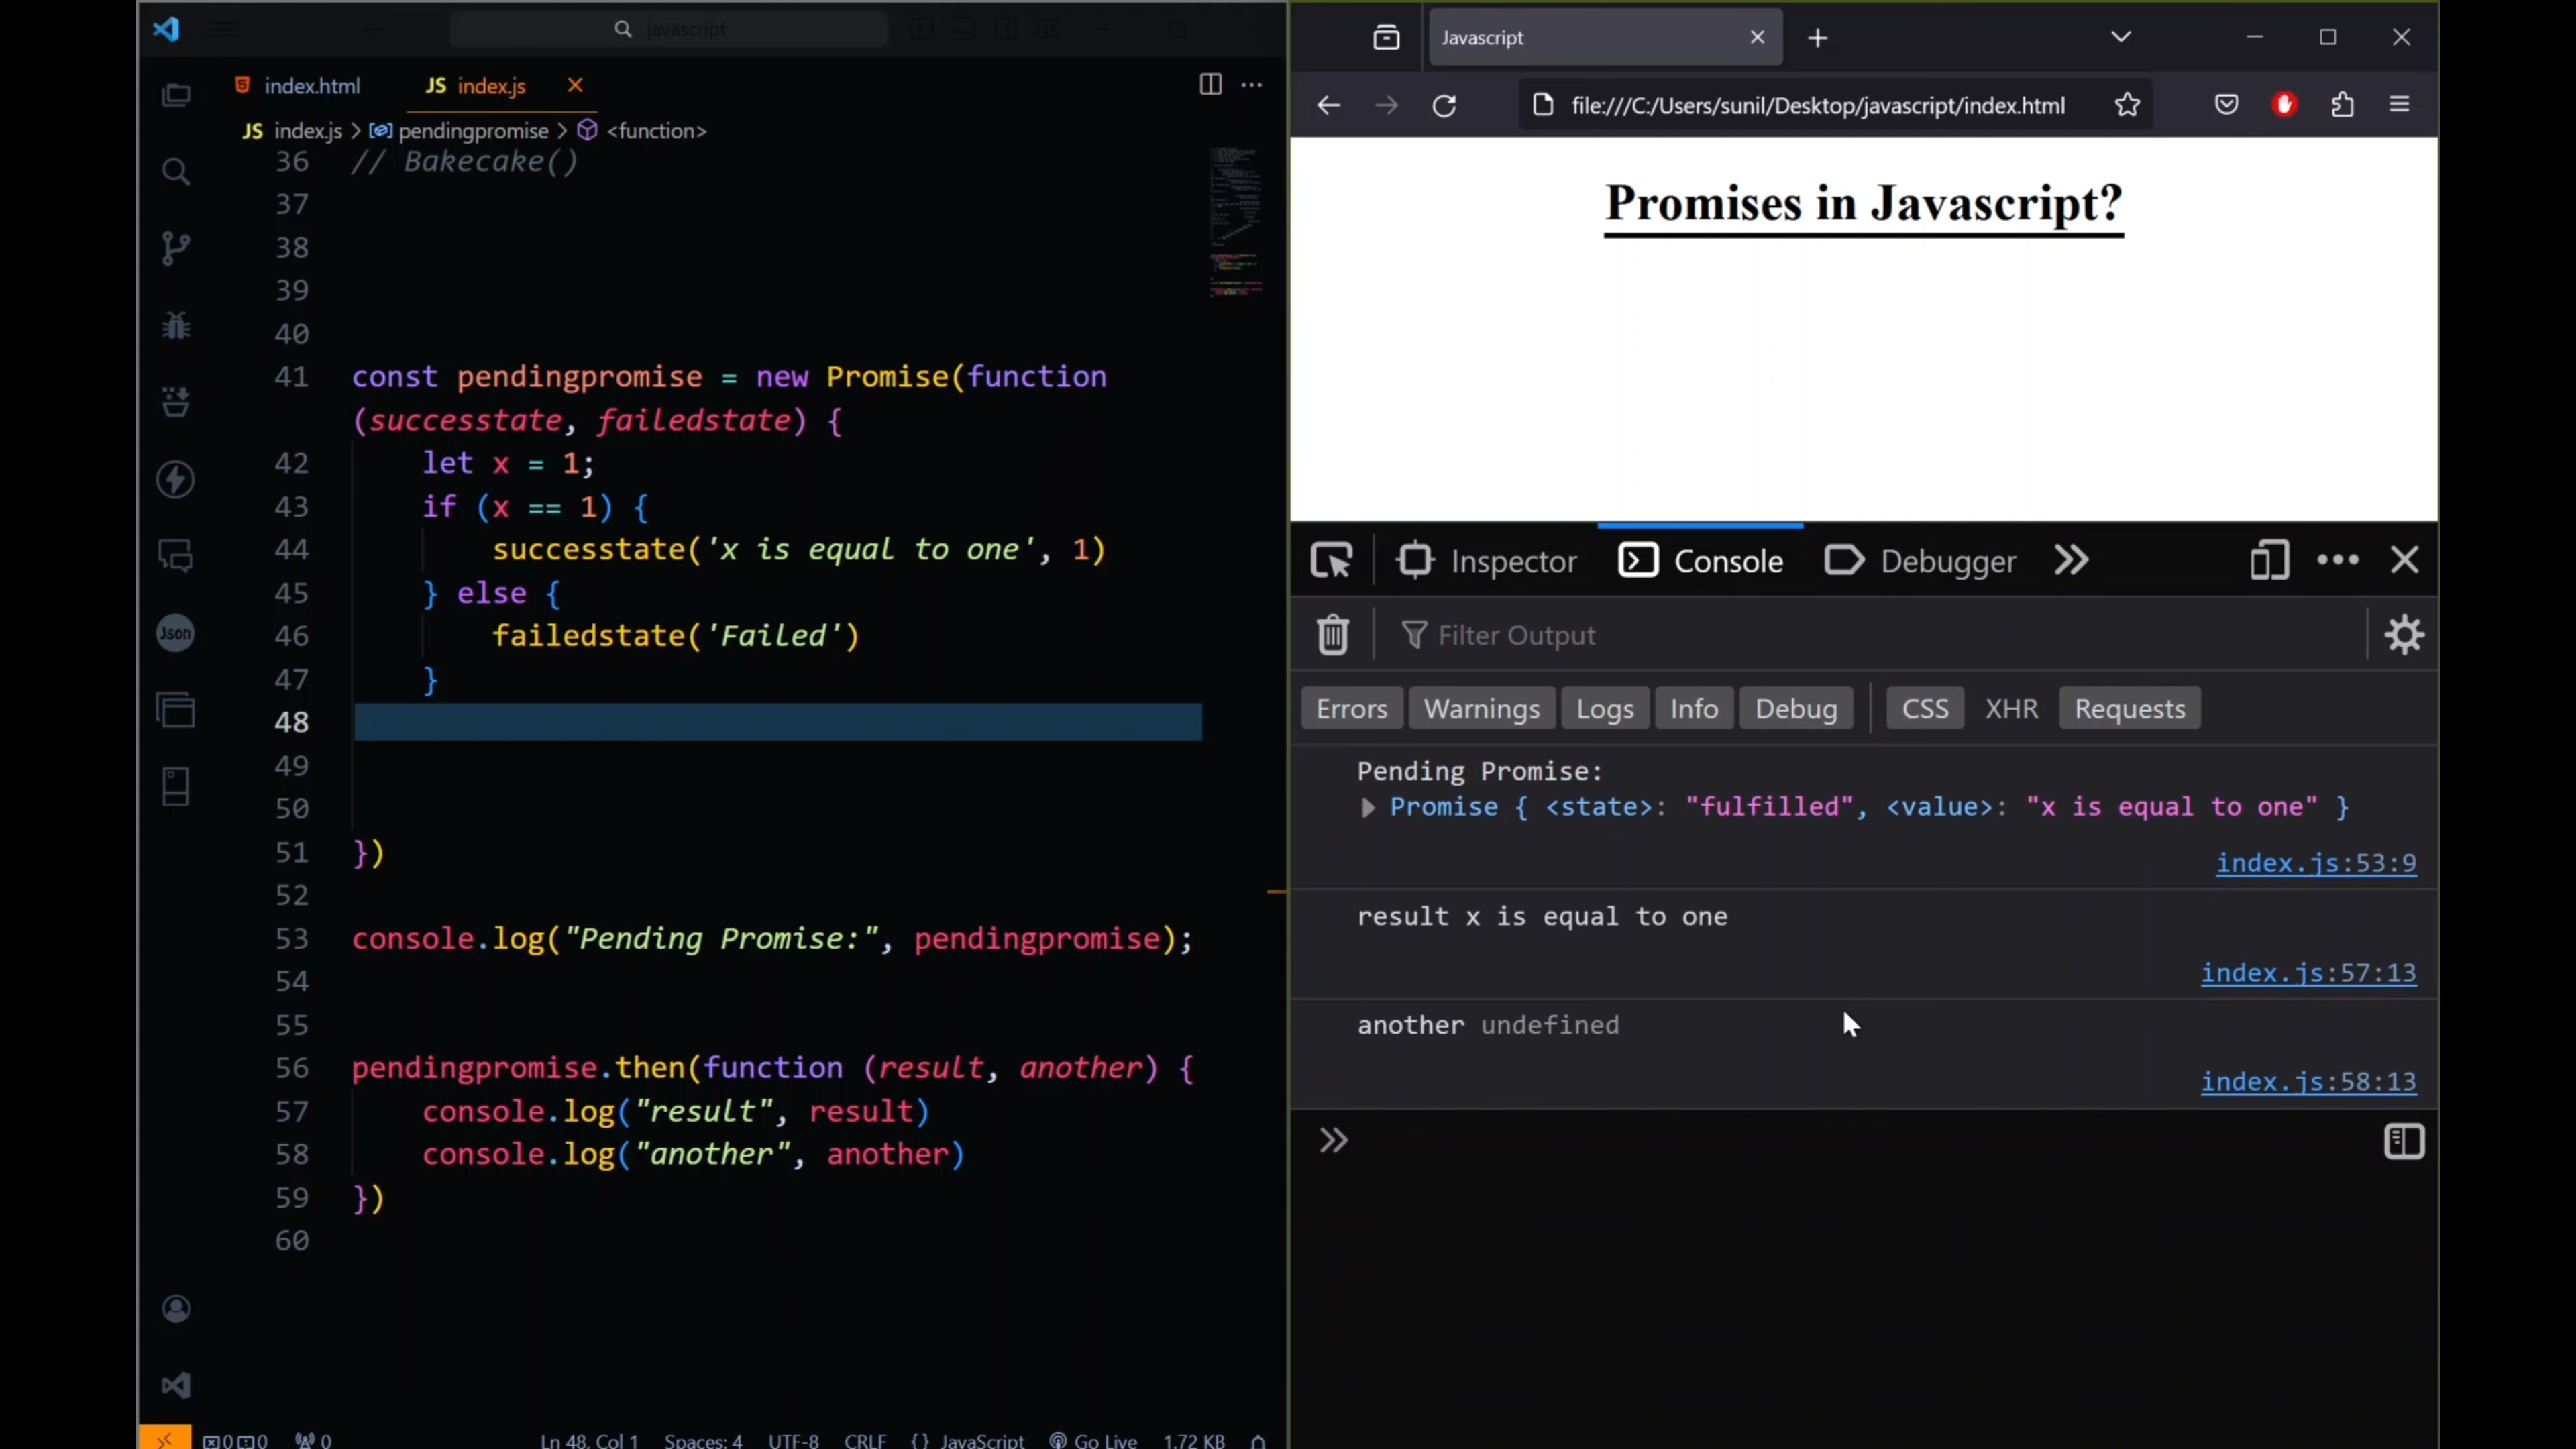 javascript
index.html
JS index.js
JS index.js > pendingpromise > <function>
36 // Bakecake()
37
38
39
40
41 const pendingpromise = new Promise(function
(successtate, failedstate) {
42 let x = 1;
43 if (x == 1) {
44 successtate('x is equal to one', 1)
45 } else {
46 failedstate('Failed')
47 }
48
49
50
51 })
52
53 console.log("Pending Promise:", pendingpromise);
54
55
56 pendingpromise.then(function (result, another) {
57 console.log("result", result)
58 console.log("another", another)
59 })
60
Json
0 0 0 Ln 48, Col 1 Spaces: 4 UTF-8 CRLF {} JavaScript Go Live 1.72 KB
Javascript
file:///C:/Users/sunil/Desktop/javascript/index.html
Promises in Javascript?
Inspector Console Debugger
Filter Output
Errors Warnings Logs Info Debug CSS XHR Requests
Pending Promise:
Promise { <state>: "fulfilled", <value>: "x is equal to one" }
index.js:53:9
result x is equal to one
index.js:57:13
another undefined
index.js:58:13